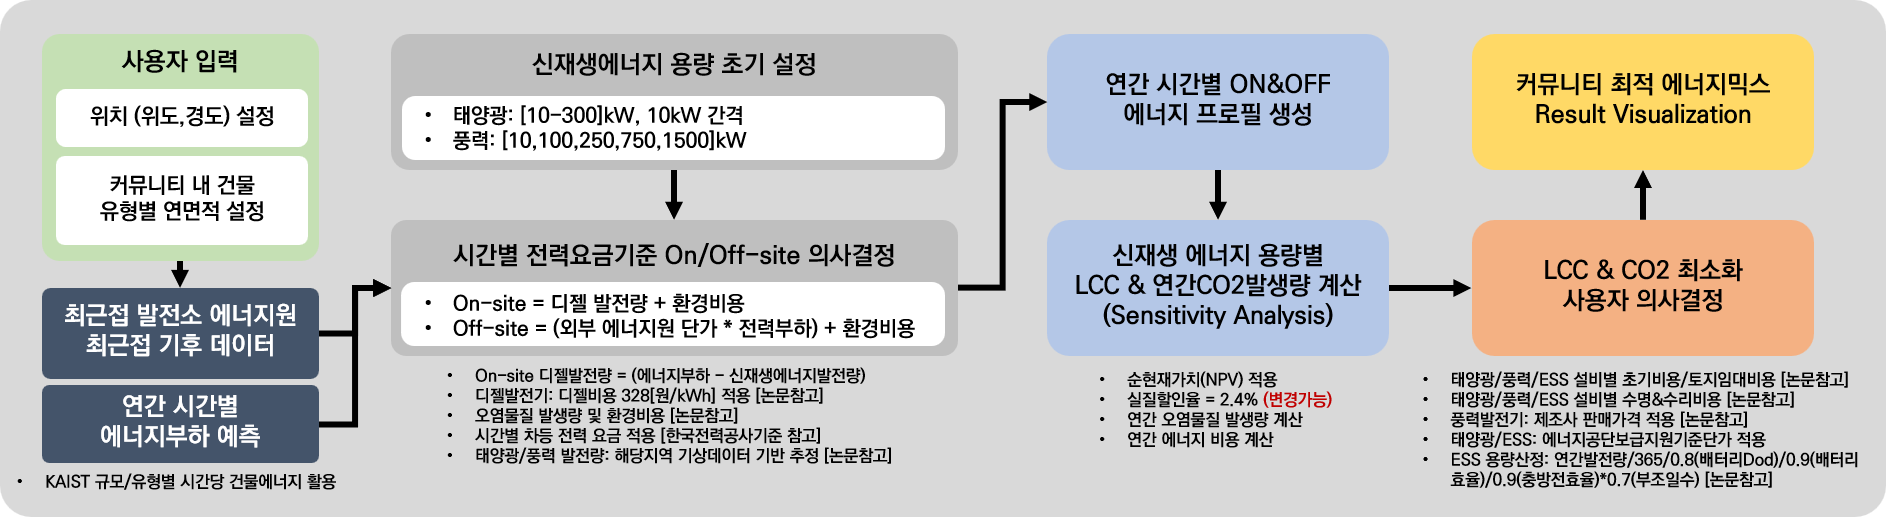 사용자 입력
위치 (위도,경도) 설정
커뮤니티 내 건물
유형별 연면적 설정
최근접 발전소 에너지원
최근접 기후 데이터
연간 시간별
에너지부하 예측
• KAIST 규모/유형별 시간당 건물에너지 활용
신재생에너지 용량 초기 설정
• 태양광: [10-300]kW, 10kW 간격
• 풍력: [10,100,250,750,1500]kW
시간별 전력요금기준 On/Off-site 의사결정
• On-site = 디젤 발전량 + 환경비용
• Off-site = (외부 에너지원 단가 * 전력부하) + 환경비용
• On-site 디젤발전량 = (에너지부하 - 신재생에너지발전량)
• 디젤발전기: 디젤비용 328[원/kWh] 적용 [논문참고]
• 오염물질 발생량 및 환경비용 [논문참고]
• 시간별 차등 전력 요금 적용 [한국전력공사기준 참고]
• 태양광/풍력 발전량: 해당지역 기상데이터 기반 추정 [논문참고]
연간 시간별 ON&OFF
에너지 프로필 생성
신재생 에너지 용량별
LCC & 연간CO2발생량 계산
(Sensitivity Analysis)
• 순현재가치(NPV) 적용
• 실질할인율 = 2.4% (변경가능)
• 연간 오염물질 발생량 계산
• 연간 에너지 비용 계산
커뮤니티 최적 에너지믹스
Result Visualization
LCC & CO2 최소화
사용자 의사결정
• 태양광/풍력/ESS 설비별 초기비용/토지임대비용 [논문참고]
• 태양광/풍력/ESS 설비별 수명&수리비용 [논문참고]
• 풍력발전기: 제조사 판매가격 적용 [논문참고]
• 태양광/ESS: 에너지공단보급지원기준단가 적용
• ESS 용량산정: 연간발전량/365/0.8(배터리Dod)/0.9(배터리
효율)/0.9(충방전효율)*0.7(부조일수) [논문참고]